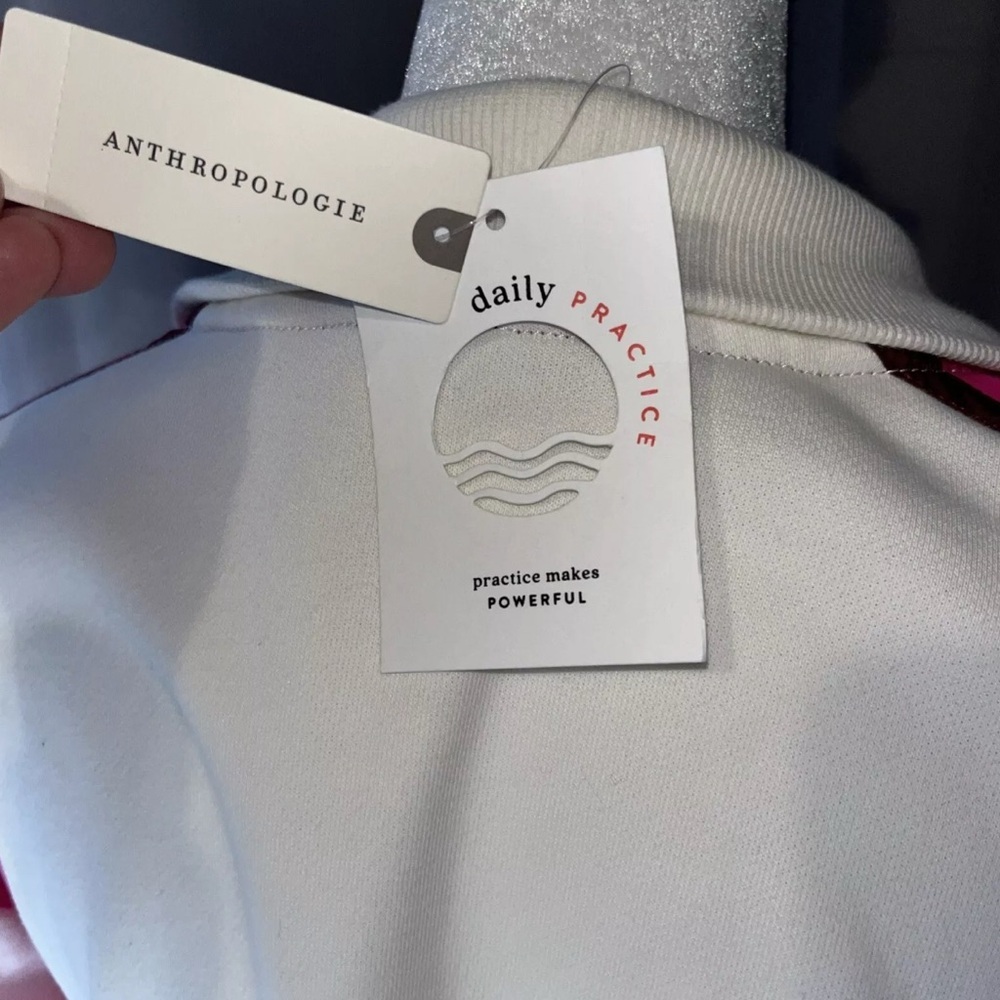 ANTHROPOLOGIE
daily PRACTICE
practice makes
POWERFUL